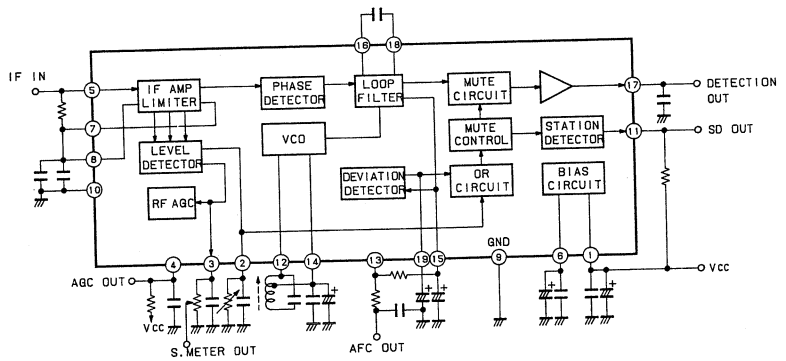 16
18
IF IN
5
IF AMP
LIMITER
PHASE
DETECTOR
LOOP
FILTER
MUTE
CIRCUIT
17
DETECTION
OUT
7
8
10
LEVEL
DETECTOR
VCO
MUTE
CONTROL
STATION
DETECTOR
11
SD OUT
RF AGC
DEVIATION
DETECTOR
OR
CIRCUIT
BIAS
CIRCUIT
GND
4
3
2
12
14
13
19
15
9
6
1
AGC OUT
VCC
VCC
S.METER OUT
AFC OUT
+
+
+
+
+